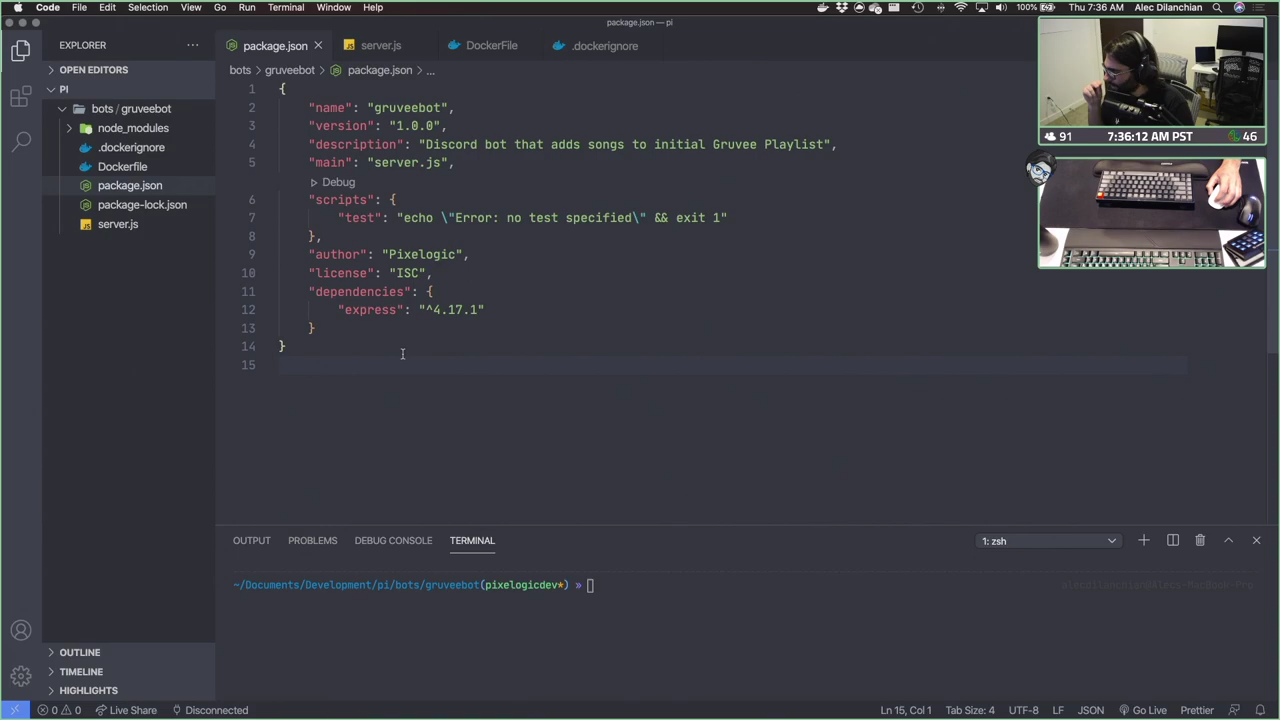 Code File Edit Selection View Go Run Terminal Window Help 100% Thu 7:36 AM Alec Dilanchian
package.json — pi
EXPLORER
OPEN EDITORS
PI
bots / gruveebot
node_modules
.dockerignore
Dockerfile
package.json
package-lock.json
server.js
OUTLINE
TIMELINE
HIGHLIGHTS
package.json server.js DockerFile .dockerignore
bots gruveebot package.json ...
1 {
2 "name": "gruveebot",
3 "version": "1.0.0",
4 "description": "Discord bot that adds songs to initial Gruvee Playlist",
5 "main": "server.js",
Debug
6 "scripts": {
7 "test": "echo \"Error: no test specified\" && exit 1"
8 },
9 "author": "Pixelogic",
10 "license": "ISC",
11 "dependencies": {
12 "express": "^4.17.1"
13 }
14 }
15
91 7:36:12 AM PST 46
OUTPUT PROBLEMS DEBUG CONSOLE TERMINAL 1: zsh
~/Documents/Development/pi/bots/gruveebot(pixelogicdev*) » alecdilanchian@Alecs-MacBook-Pro
0 0 Live Share Disconnected Ln 15, Col 1 Tab Size: 4 UTF-8 LF JSON Go Live Prettier